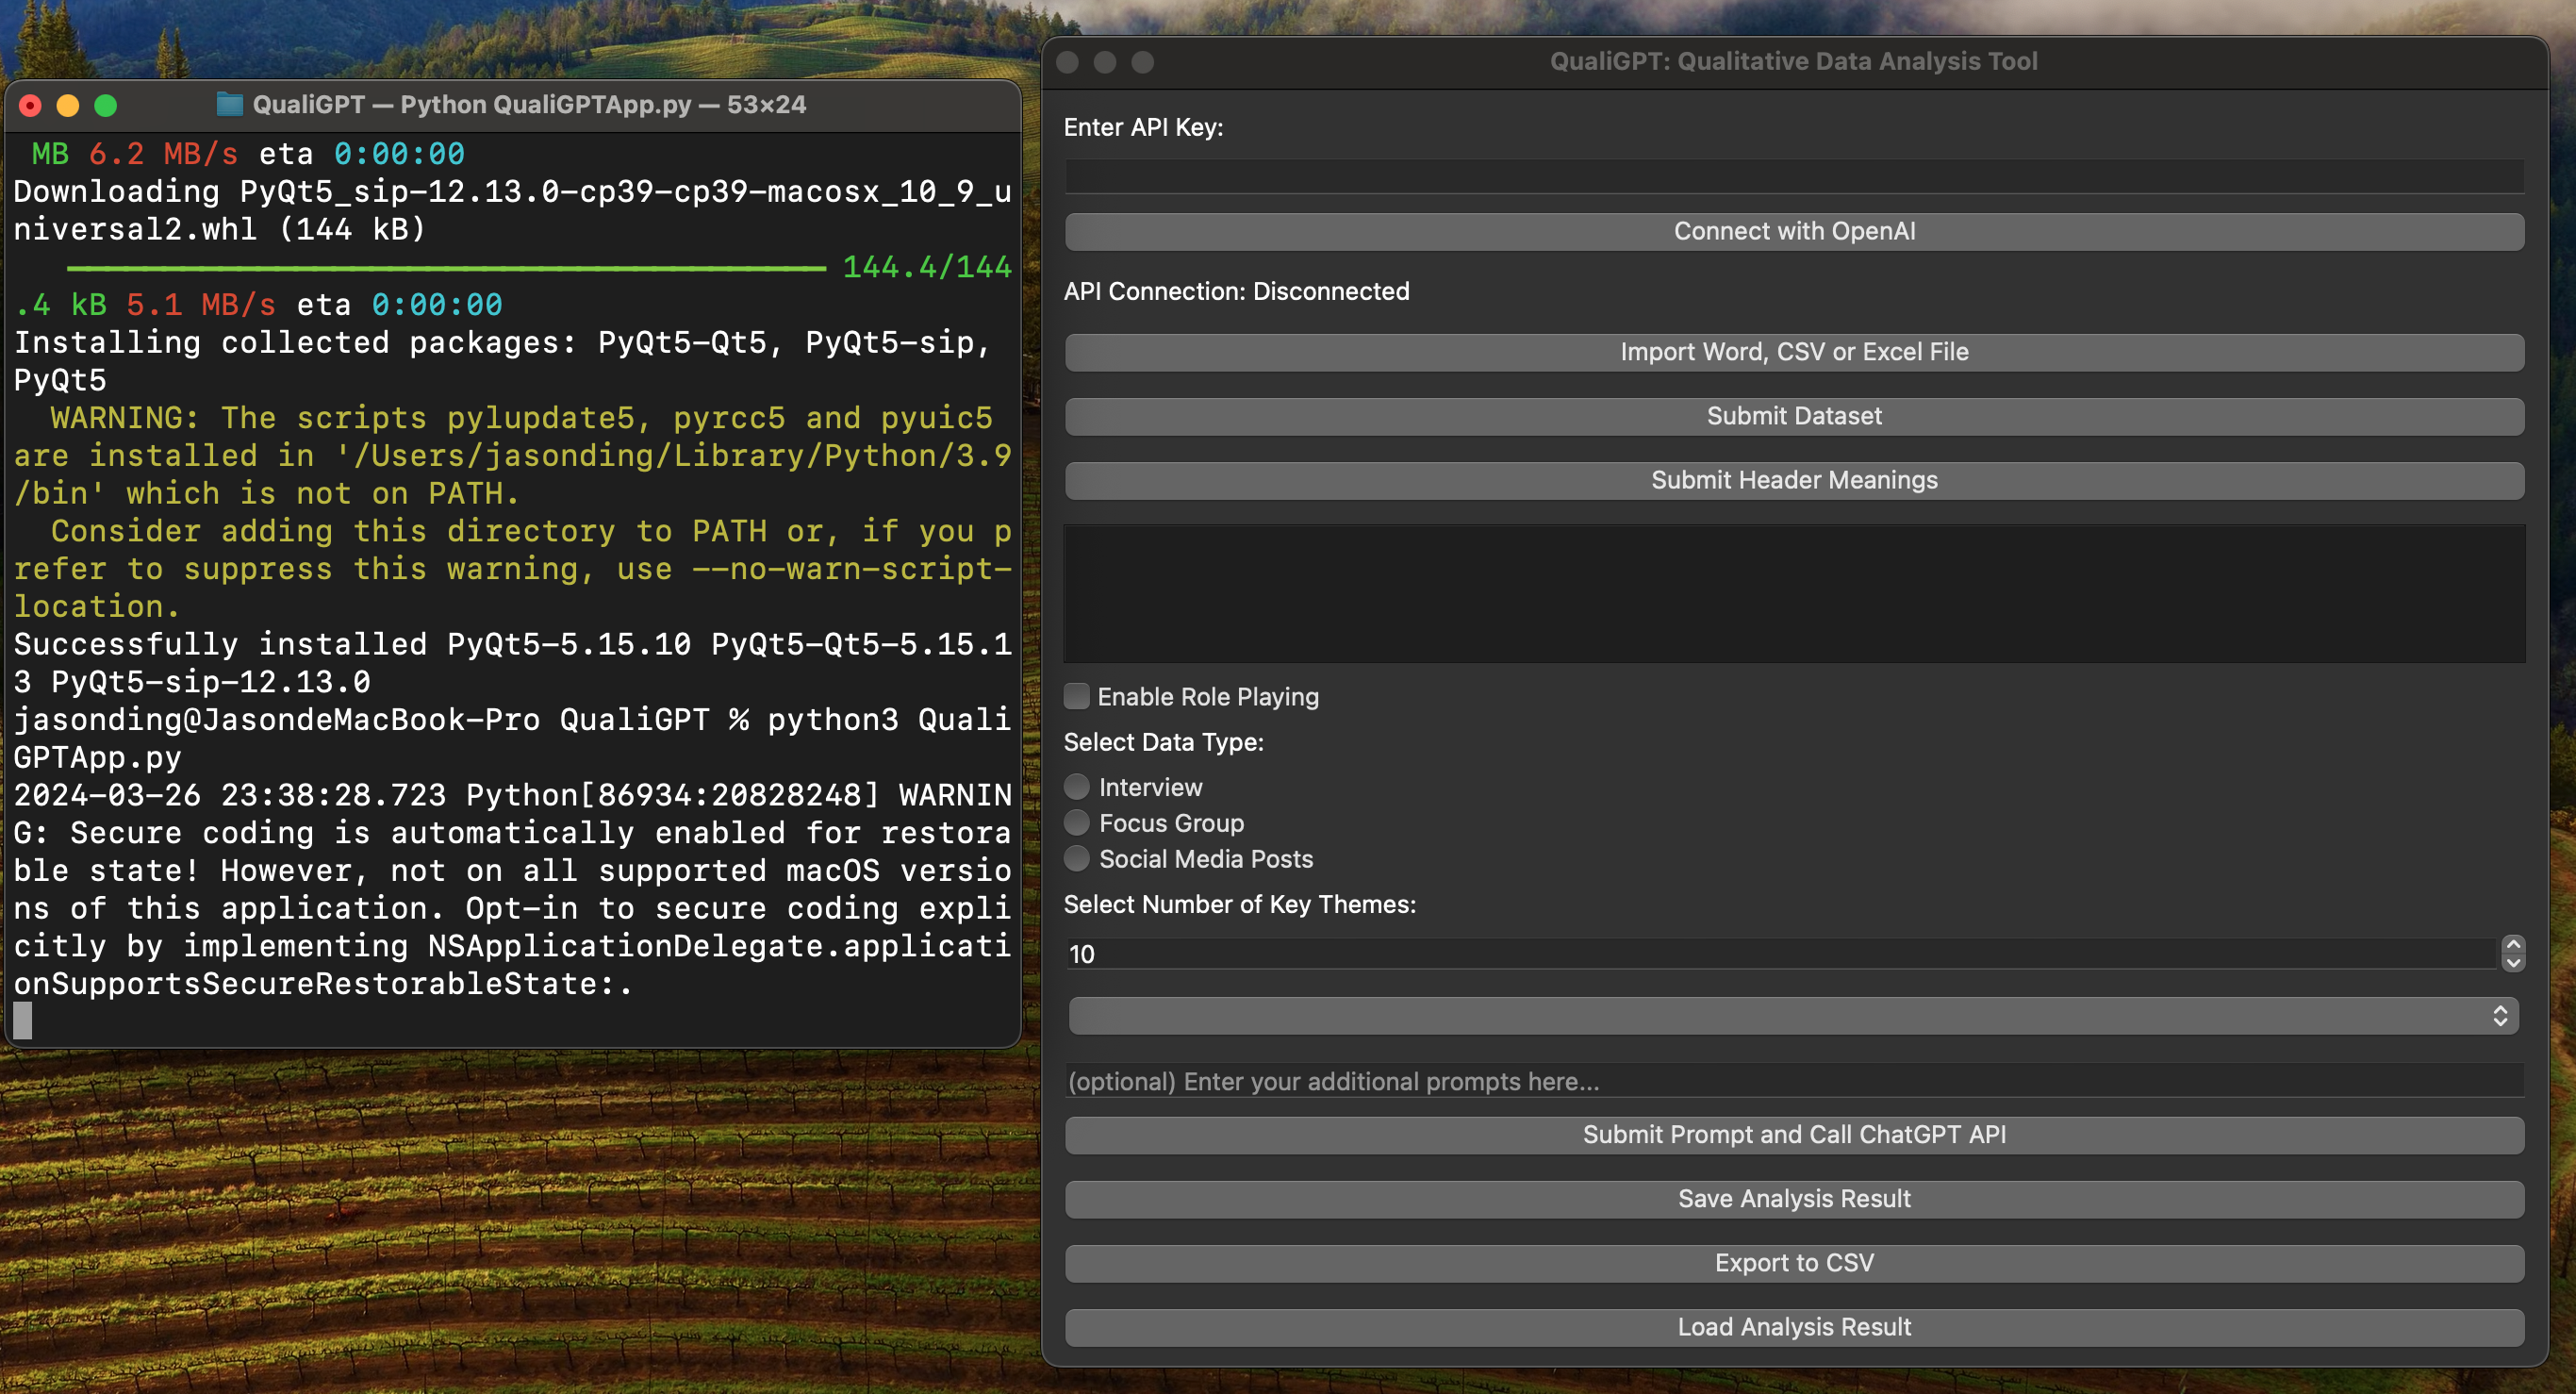 QualiGPT — Python QualiGPTApp.py — 53×24
MB 6.2 MB/s eta 0:00:00
Downloading PyQt5_sip-12.13.0-cp39-cp39-macosx_10_9_u
niversal2.whl (144 kB)
144.4/144
.4 kB 5.1 MB/s eta 0:00:00
Installing collected packages: PyQt5-Qt5, PyQt5-sip,
PyQt5
WARNING: The scripts pylupdate5, pyrcc5 and pyuic5
are installed in '/Users/jasonding/Library/Python/3.9
/bin' which is not on PATH.
Consider adding this directory to PATH or, if you p
refer to suppress this warning, use --no-warn-script-
location.
Successfully installed PyQt5-5.15.10 PyQt5-Qt5-5.15.1
3 PyQt5-sip-12.13.0
jasonding@JasondeMacBook-Pro QualiGPT % python3 Quali
GPTApp.py
2024-03-26 23:38:28.723 Python[86934:20828248] WARNIN
G: Secure coding is automatically enabled for restora
ble state! However, not on all supported macOS versio
ns of this application. Opt-in to secure coding expli
citly by implementing NSApplicationDelegate.applicati
onSupportsSecureRestorableState:.
QualiGPT: Qualitative Data Analysis Tool
Enter API Key:
Connect with OpenAI
API Connection: Disconnected
Import Word, CSV or Excel File
Submit Dataset
Submit Header Meanings
Enable Role Playing
Select Data Type:
Interview
Focus Group
Social Media Posts
Select Number of Key Themes:
10
(optional) Enter your additional prompts here...
Submit Prompt and Call ChatGPT API
Save Analysis Result
Export to CSV
Load Analysis Result